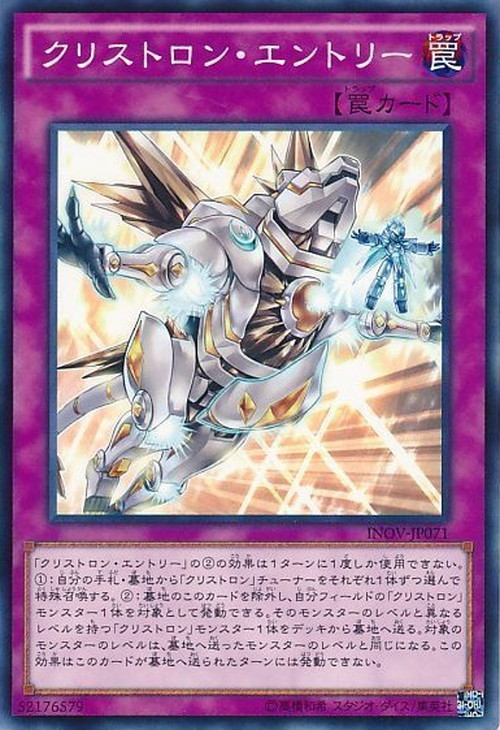 クリストロン・エントリー 罠
【罠カード】
INOV-JP071
「クリストロン・エントリー」の②の効果は1ターンに1度しか使用できない。
①:自分の手札・墓地から「クリストロン」チューナーをそれぞれ1体ずつ選んで
特殊召喚する。②:墓地のこのカードを除外し、自分フィールドの「クリストロン」
モンスター1体を対象として発動できる。そのモンスターのレベルと異なる
レベルを持つ「クリストロン」モンスター1体をデッキから墓地へ送る。対象の
モンスターのレベルは、墓地へ送ったモンスターのレベルと同じになる。この
効果はこのカードが墓地へ送られたターンには発動できない。
52176579 ©高橋和希 スタジオ・ダイス/集英社